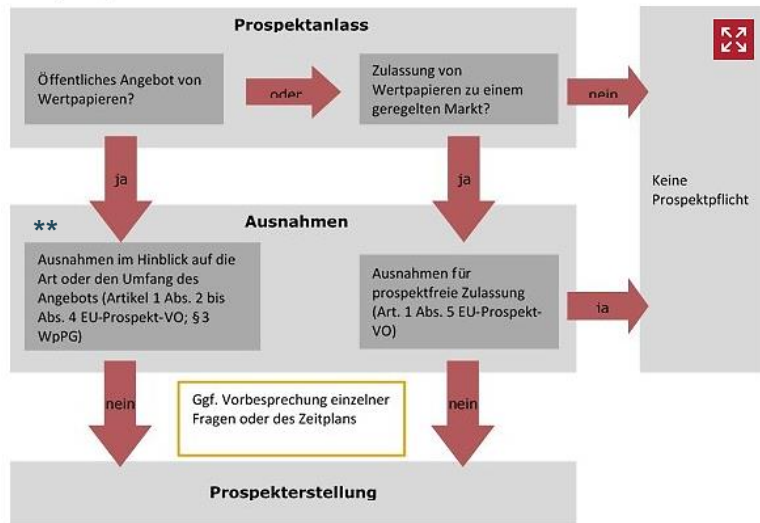 Prospektanlass
Öffentliches Angebot von
Wertpapieren?
oder
Zulassung von
Wertpapieren zu einem
geregelten Markt?
nein
ja
ja
Keine
Prospektpflicht
**
Ausnahmen
Ausnahmen im Hinblick auf die
Art oder den Umfang des
Angebots (Artikel 1 Abs. 2 bis
Abs. 4 EU-Prospekt-VO; § 3
WpPG)
Ausnahmen für
prospektfreie Zulassung
(Art. 1 Abs. 5 EU-Prospekt-
VO)
ja
nein
Ggf. Vorbesprechung einzelner
Fragen oder des Zeitplans
nein
Prospekterstellung